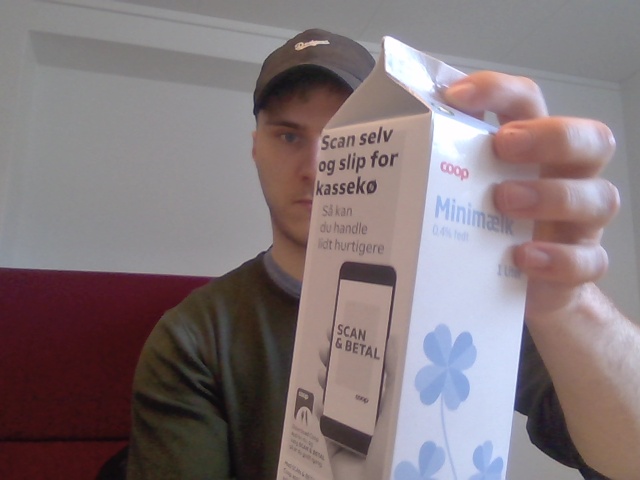 Scan selv
og slip for
kassekø
Så kan
du handle
lidt hurtigere
SCAN
& BETAL
coop
coop
Minimælk
0,4% fedt
1 Liter